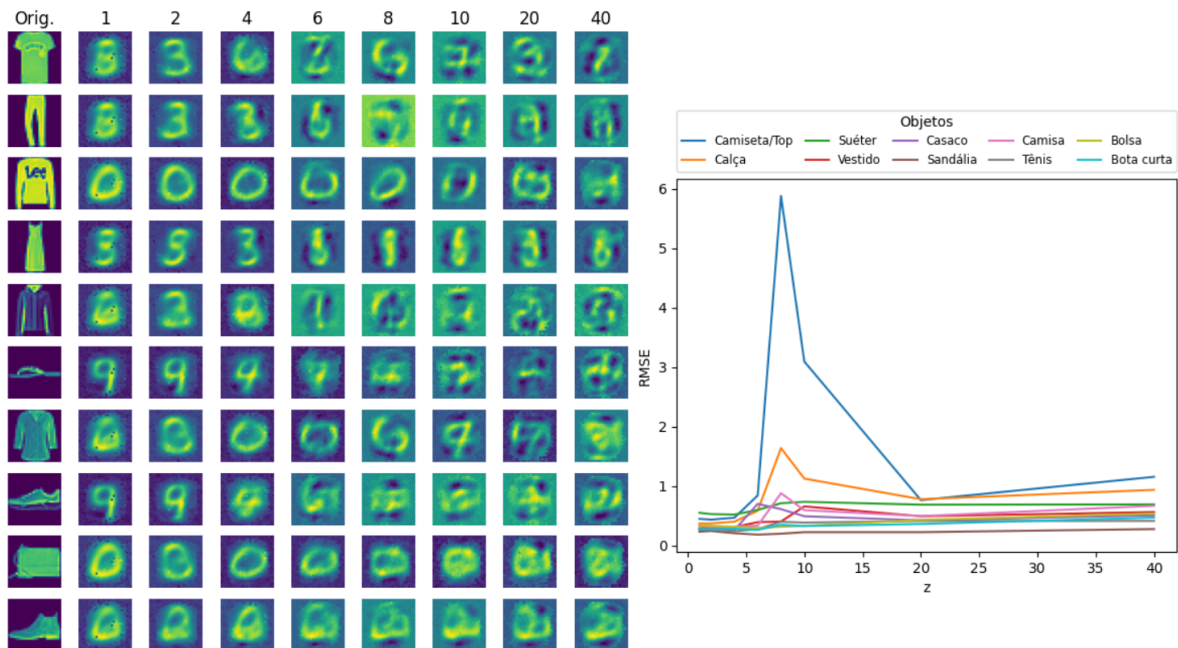 Orig. 1 2 4 6 8 10 20 40
Lee
Objetos
Camiseta/Top Suéter Casaco Camisa Bolsa
Calça Vestido Sandália Tênis Bota curta
6
5
4
3
2
1
0
RMSE
0 5 10 15 20 25 30 35 40
z